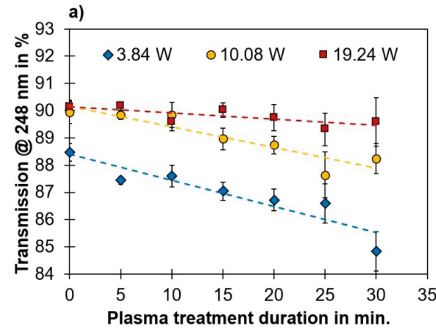 a)
93
92
91
90
89
88
87
86
85
84
3.84 W 10.08 W 19.24 W
Transmission @ 248 nm in %
0 5 10 15 20 25 30 35
Plasma treatment duration in min.